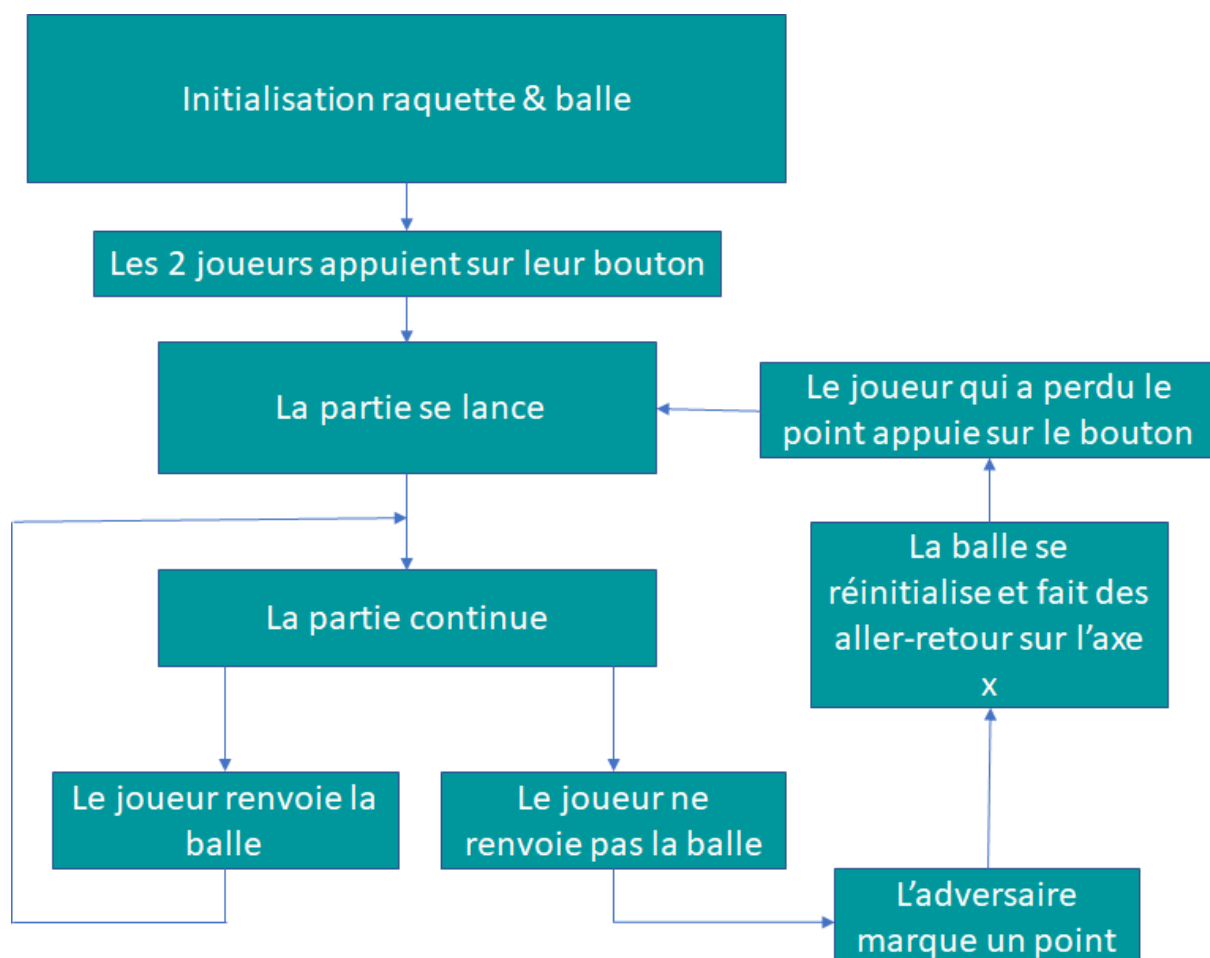 Initialisation raquette & balle
Les 2 joueurs appuient sur leur bouton
La partie se lance
Le joueur qui a perdu le
point appuie sur le bouton
La balle se
réinitialise et fait des
aller-retour sur l’axe
x
La partie continue
Le joueur renvoie la
balle
Le joueur ne
renvoie pas la balle
L’adversaire
marque un point